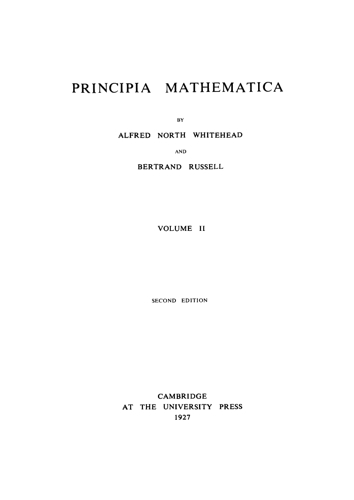 PRINCIPIA MATHEMATICA
BY
ALFRED NORTH WHITEHEAD
AND
BERTRAND RUSSELL
VOLUME II
SECOND EDITION
CAMBRIDGE
AT THE UNIVERSITY PRESS
1927